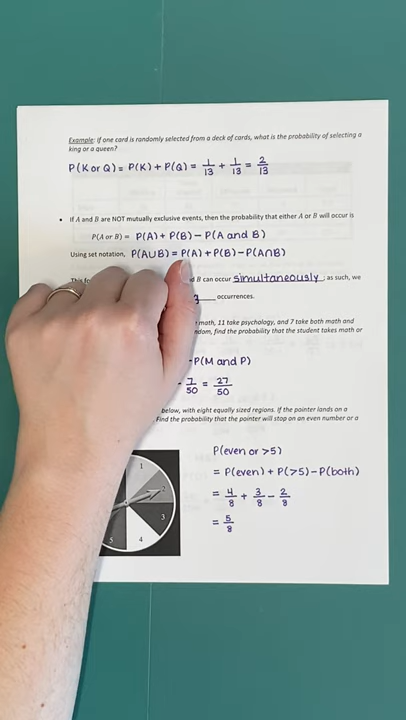 Example: If one card is randomly selected from a deck of cards, what is the probability of selecting a
king or a queen?
P(K or Q) = P(K) + P(Q) = 1/13 + 1/13 = 2/13
• If A and B are NOT mutually exclusive events, then the probability that either A or B will occur is
P(A or B) = P(A) + P(B) − P(A and B)
Using set notation, P(A∪B) = P(A) + P(B) − P(A∩B)
B can occur simultaneously; as such, we
occurrences.
math, 11 take psychology, and 7 take both math and
find the probability that the student takes math or
− P(M and P)
− 7/50 = 27/50
below, with eight equally sized regions. If the pointer lands on a
Find the probability that the pointer will stop on an even number or a
P(even or >5)
= P(even) + P(>5) − P(both)
= 4/8 + 3/8 − 2/8
= 5/8
1
2
3
4
5